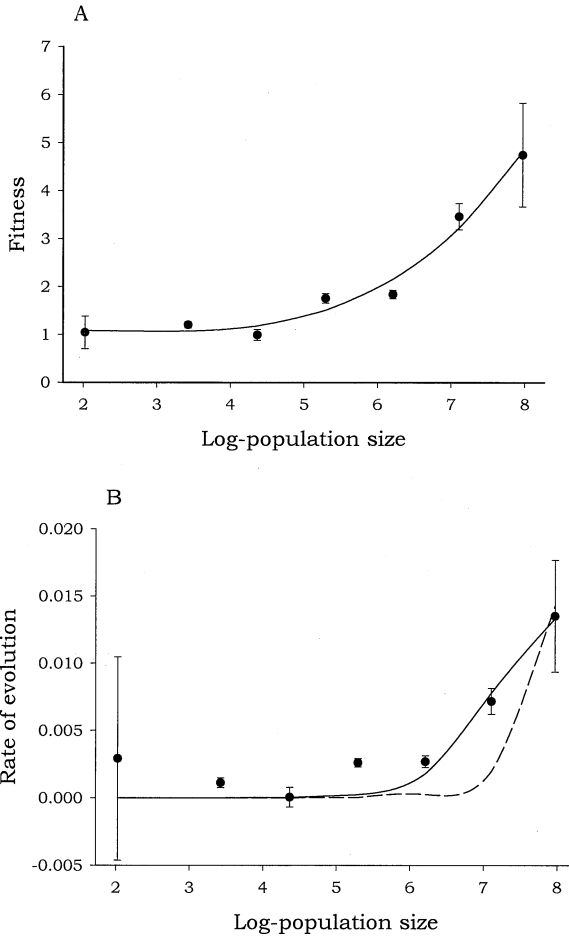 A
7
6
5
4
3
2
1
0
Fitness
2 3 4 5 6 7 8
Log-population size
B
0.020
0.015
0.010
0.005
0.000
-0.005
Rate of evolution
2 3 4 5 6 7 8
Log-population size